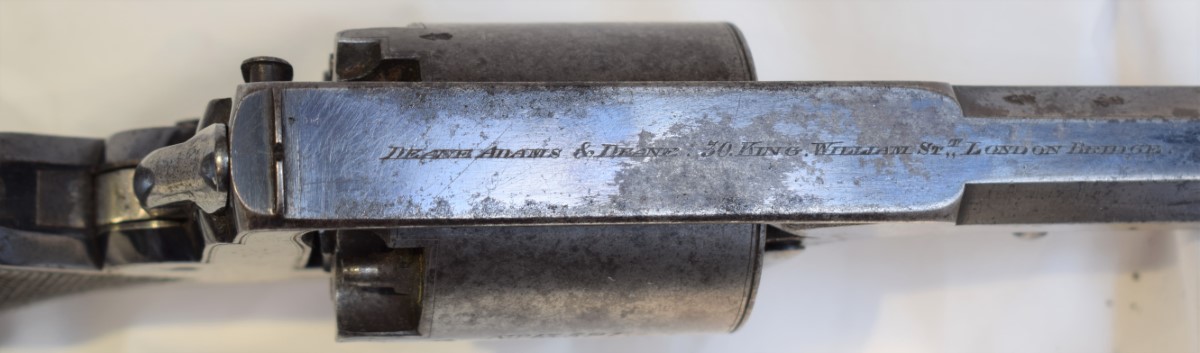 DEANE ADAMS & DEANE. 30. KING. WILLIAM ST,,T LONDON BRIDGE.